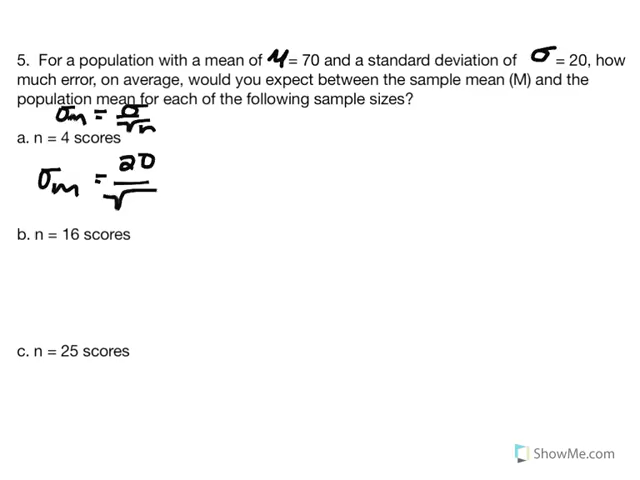 5. For a population with a mean of μ = 70 and a standard deviation of σ = 20, how
much error, on average, would you expect between the sample mean (M) and the
population mean for each of the following sample sizes?
σm = σ/√n
a. n = 4 scores
σm = 20/√
b. n = 16 scores
c. n = 25 scores
ShowMe.com